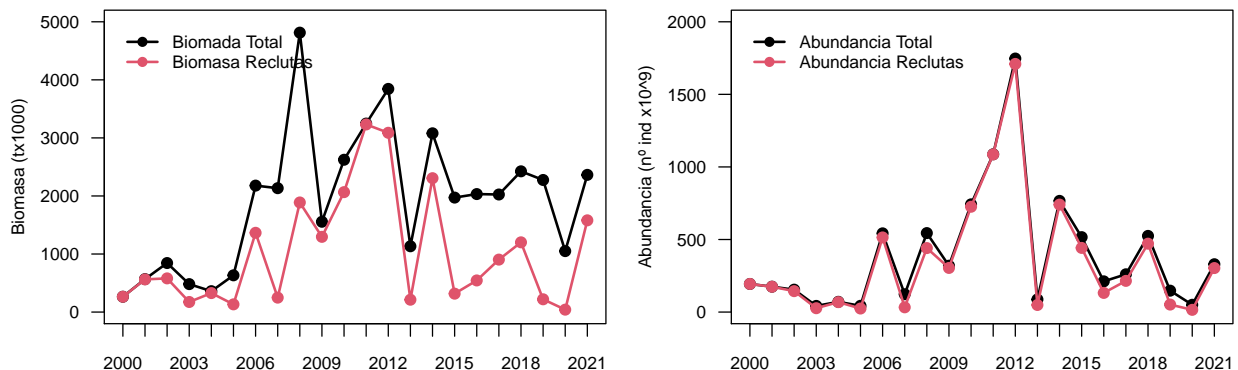 5000
4000
3000
2000
1000
0
Biomasa (tx1000)
Biomada Total
Biomasa Reclutas
2000 2003 2006 2009 2012 2015 2018 2021
2000
1500
1000
500
0
Abundancia (nº ind x10^9)
Abundancia Total
Abundancia Reclutas
2000 2003 2006 2009 2012 2015 2018 2021